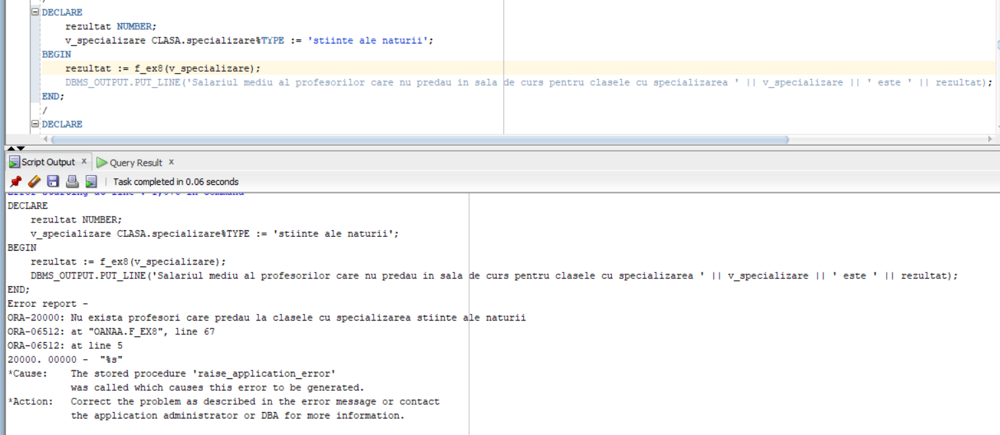 DECLARE
rezultat NUMBER;
v_specializare CLASA.specializare%TYPE := 'stiinte ale naturii';
BEGIN
rezultat := f_ex8(v_specializare);
DBMS_OUTPUT.PUT_LINE('Salariul mediu al profesorilor care nu predau in sala de curs pentru clasele cu specializarea ' || v_specializare || ' este ' || rezultat);
END;
/
DECLARE
Script Output x Query Result x
Task completed in 0.06 seconds
Error starting at line : in command
DECLARE
rezultat NUMBER;
v_specializare CLASA.specializare%TYPE := 'stiinte ale naturii';
BEGIN
rezultat := f_ex8(v_specializare);
DBMS_OUTPUT.PUT_LINE('Salariul mediu al profesorilor care nu predau in sala de curs pentru clasele cu specializarea ' || v_specializare || ' este ' || rezultat);
END;
Error report -
ORA-20000: Nu exista profesori care predau la clasele cu specializarea stiinte ale naturii
ORA-06512: at "OANAA.F_EX8", line 67
ORA-06512: at line 5
20000. 00000 - "%s"
*Cause: The stored procedure 'raise_application_error'
was called which causes this error to be generated.
*Action: Correct the problem as described in the error message or contact
the application administrator or DBA for more information.